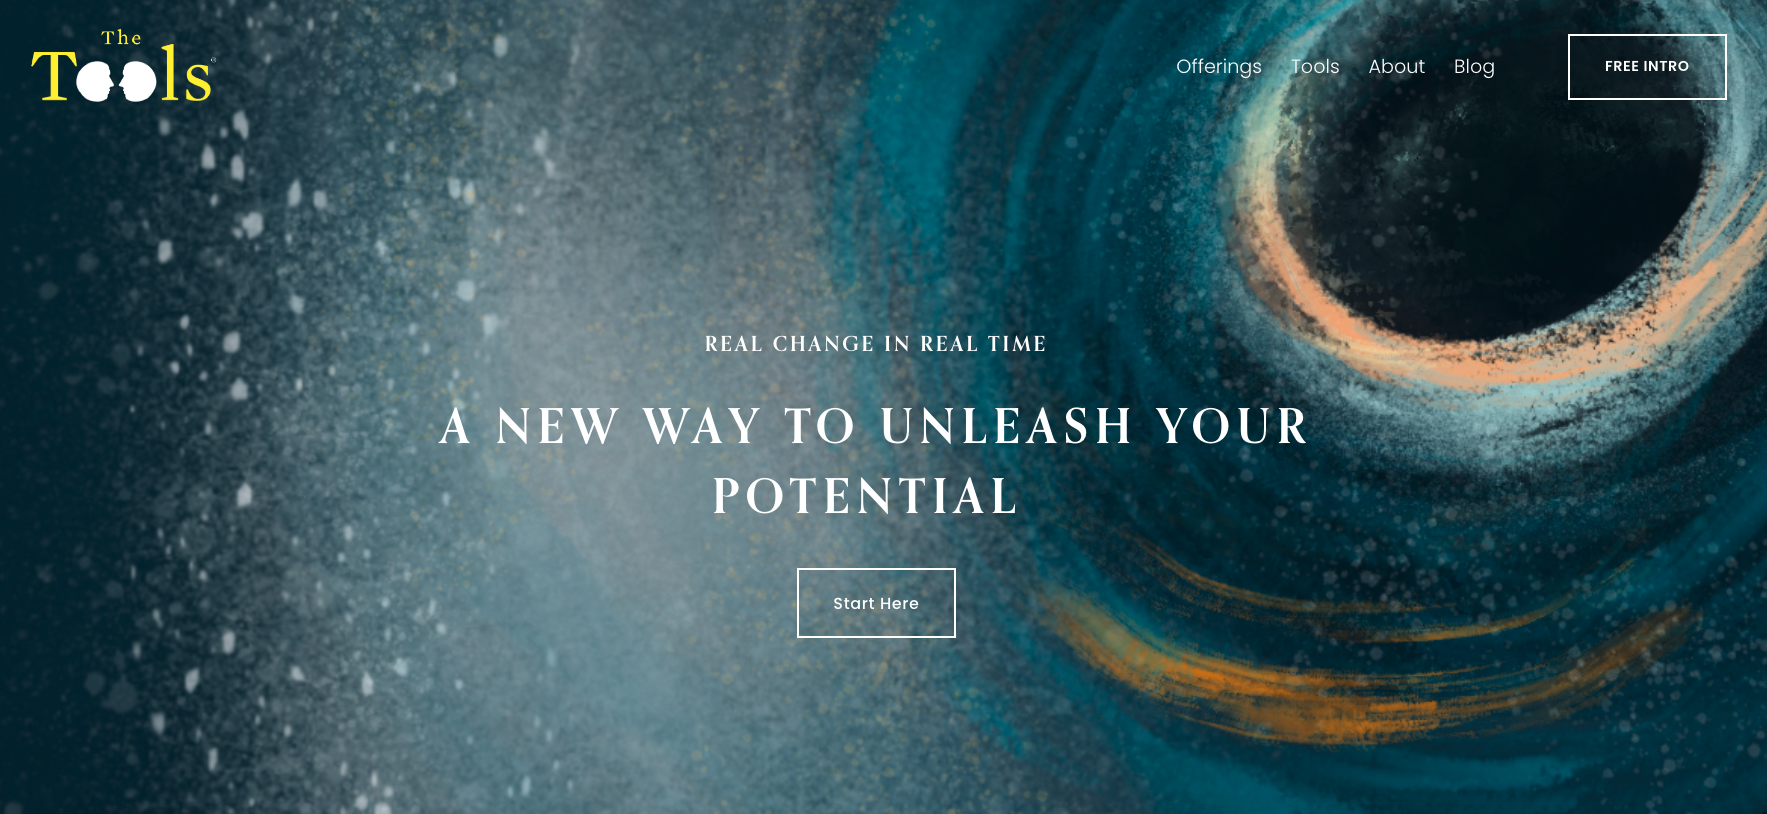 The
Tools®
Offerings
Tools
About
Blog
FREE INTRO
REAL CHANGE IN REAL TIME
A NEW WAY TO UNLEASH YOUR
POTENTIAL
Start Here